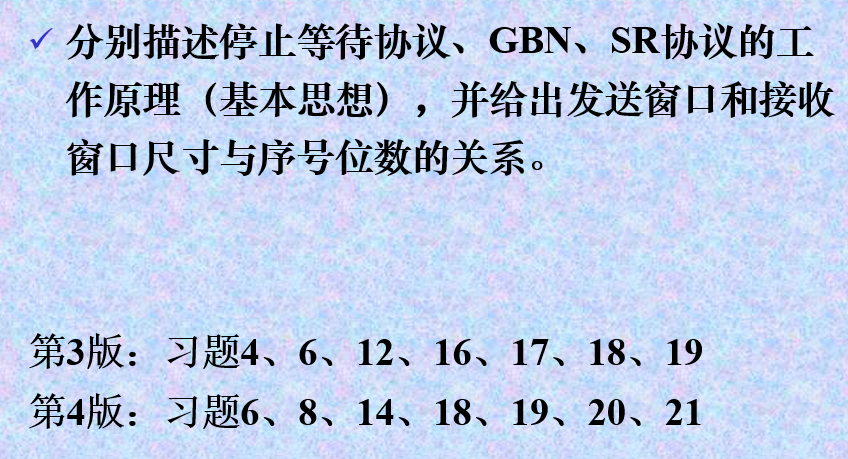 ✓ 分别描述停止等待协议、GBN、SR协议的工
作原理（基本思想），并给出发送窗口和接收
窗口尺寸与序号位数的关系。
第3版：习题4、6、12、16、17、18、19
第4版：习题6、8、14、18、19、20、21